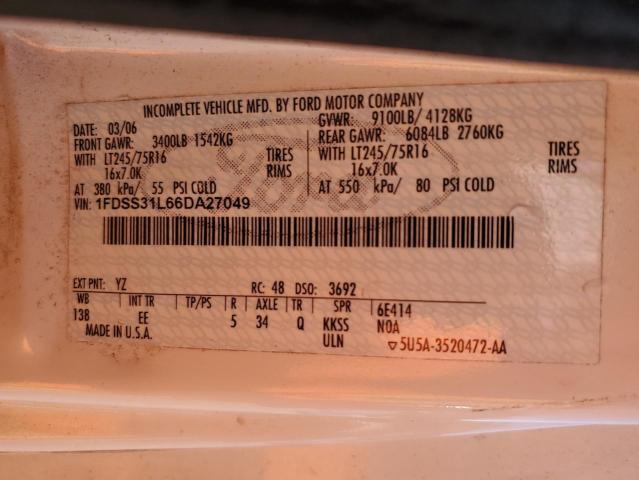 INCOMPLETE VEHICLE MFD. BY FORD MOTOR COMPANY
DATE: 03/06 GVWR: 9100LB/ 4128KG
FRONT GAWR: 3400LB 1542KG REAR GAWR: 6084LB 2760KG
WITH LT245/75R16 TIRES WITH LT245/75R16 TIRES
16x7.0K RIMS 16x7.0K RIMS
AT 380 kPa/ 55 PSI COLD AT 550 kPa/ 80 PSI COLD
VIN: 1FDSS31L66DA27049
Ford
EXT PNT: YZ RC: 48 DSO: 3692
WB INT TR TP/PS R AXLE TR SPR 6E414
138 EE 5 34 Q KKSS NOA
MADE IN U.S.A. ULN ▽5U5A-3520472-AA